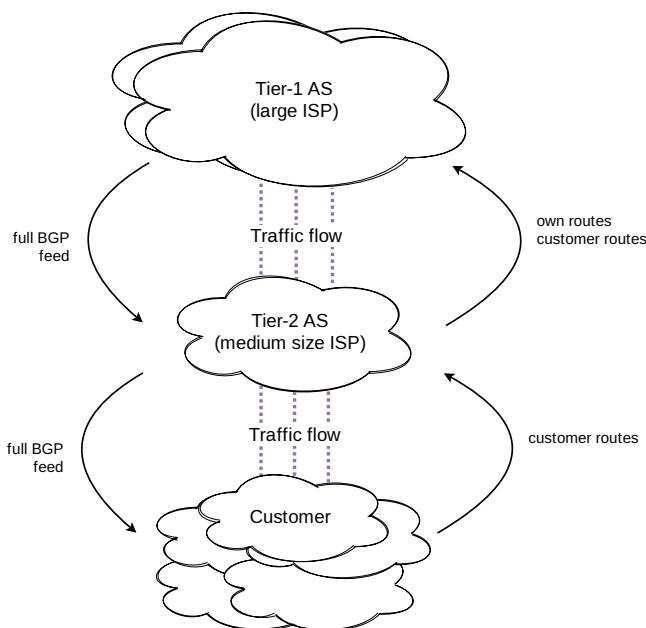 Tier-1 AS
(large ISP)
full BGP
feed
own routes
customer routes
Traffic flow
Tier-2 AS
(medium size ISP)
full BGP
feed
Traffic flow
customer routes
Customer